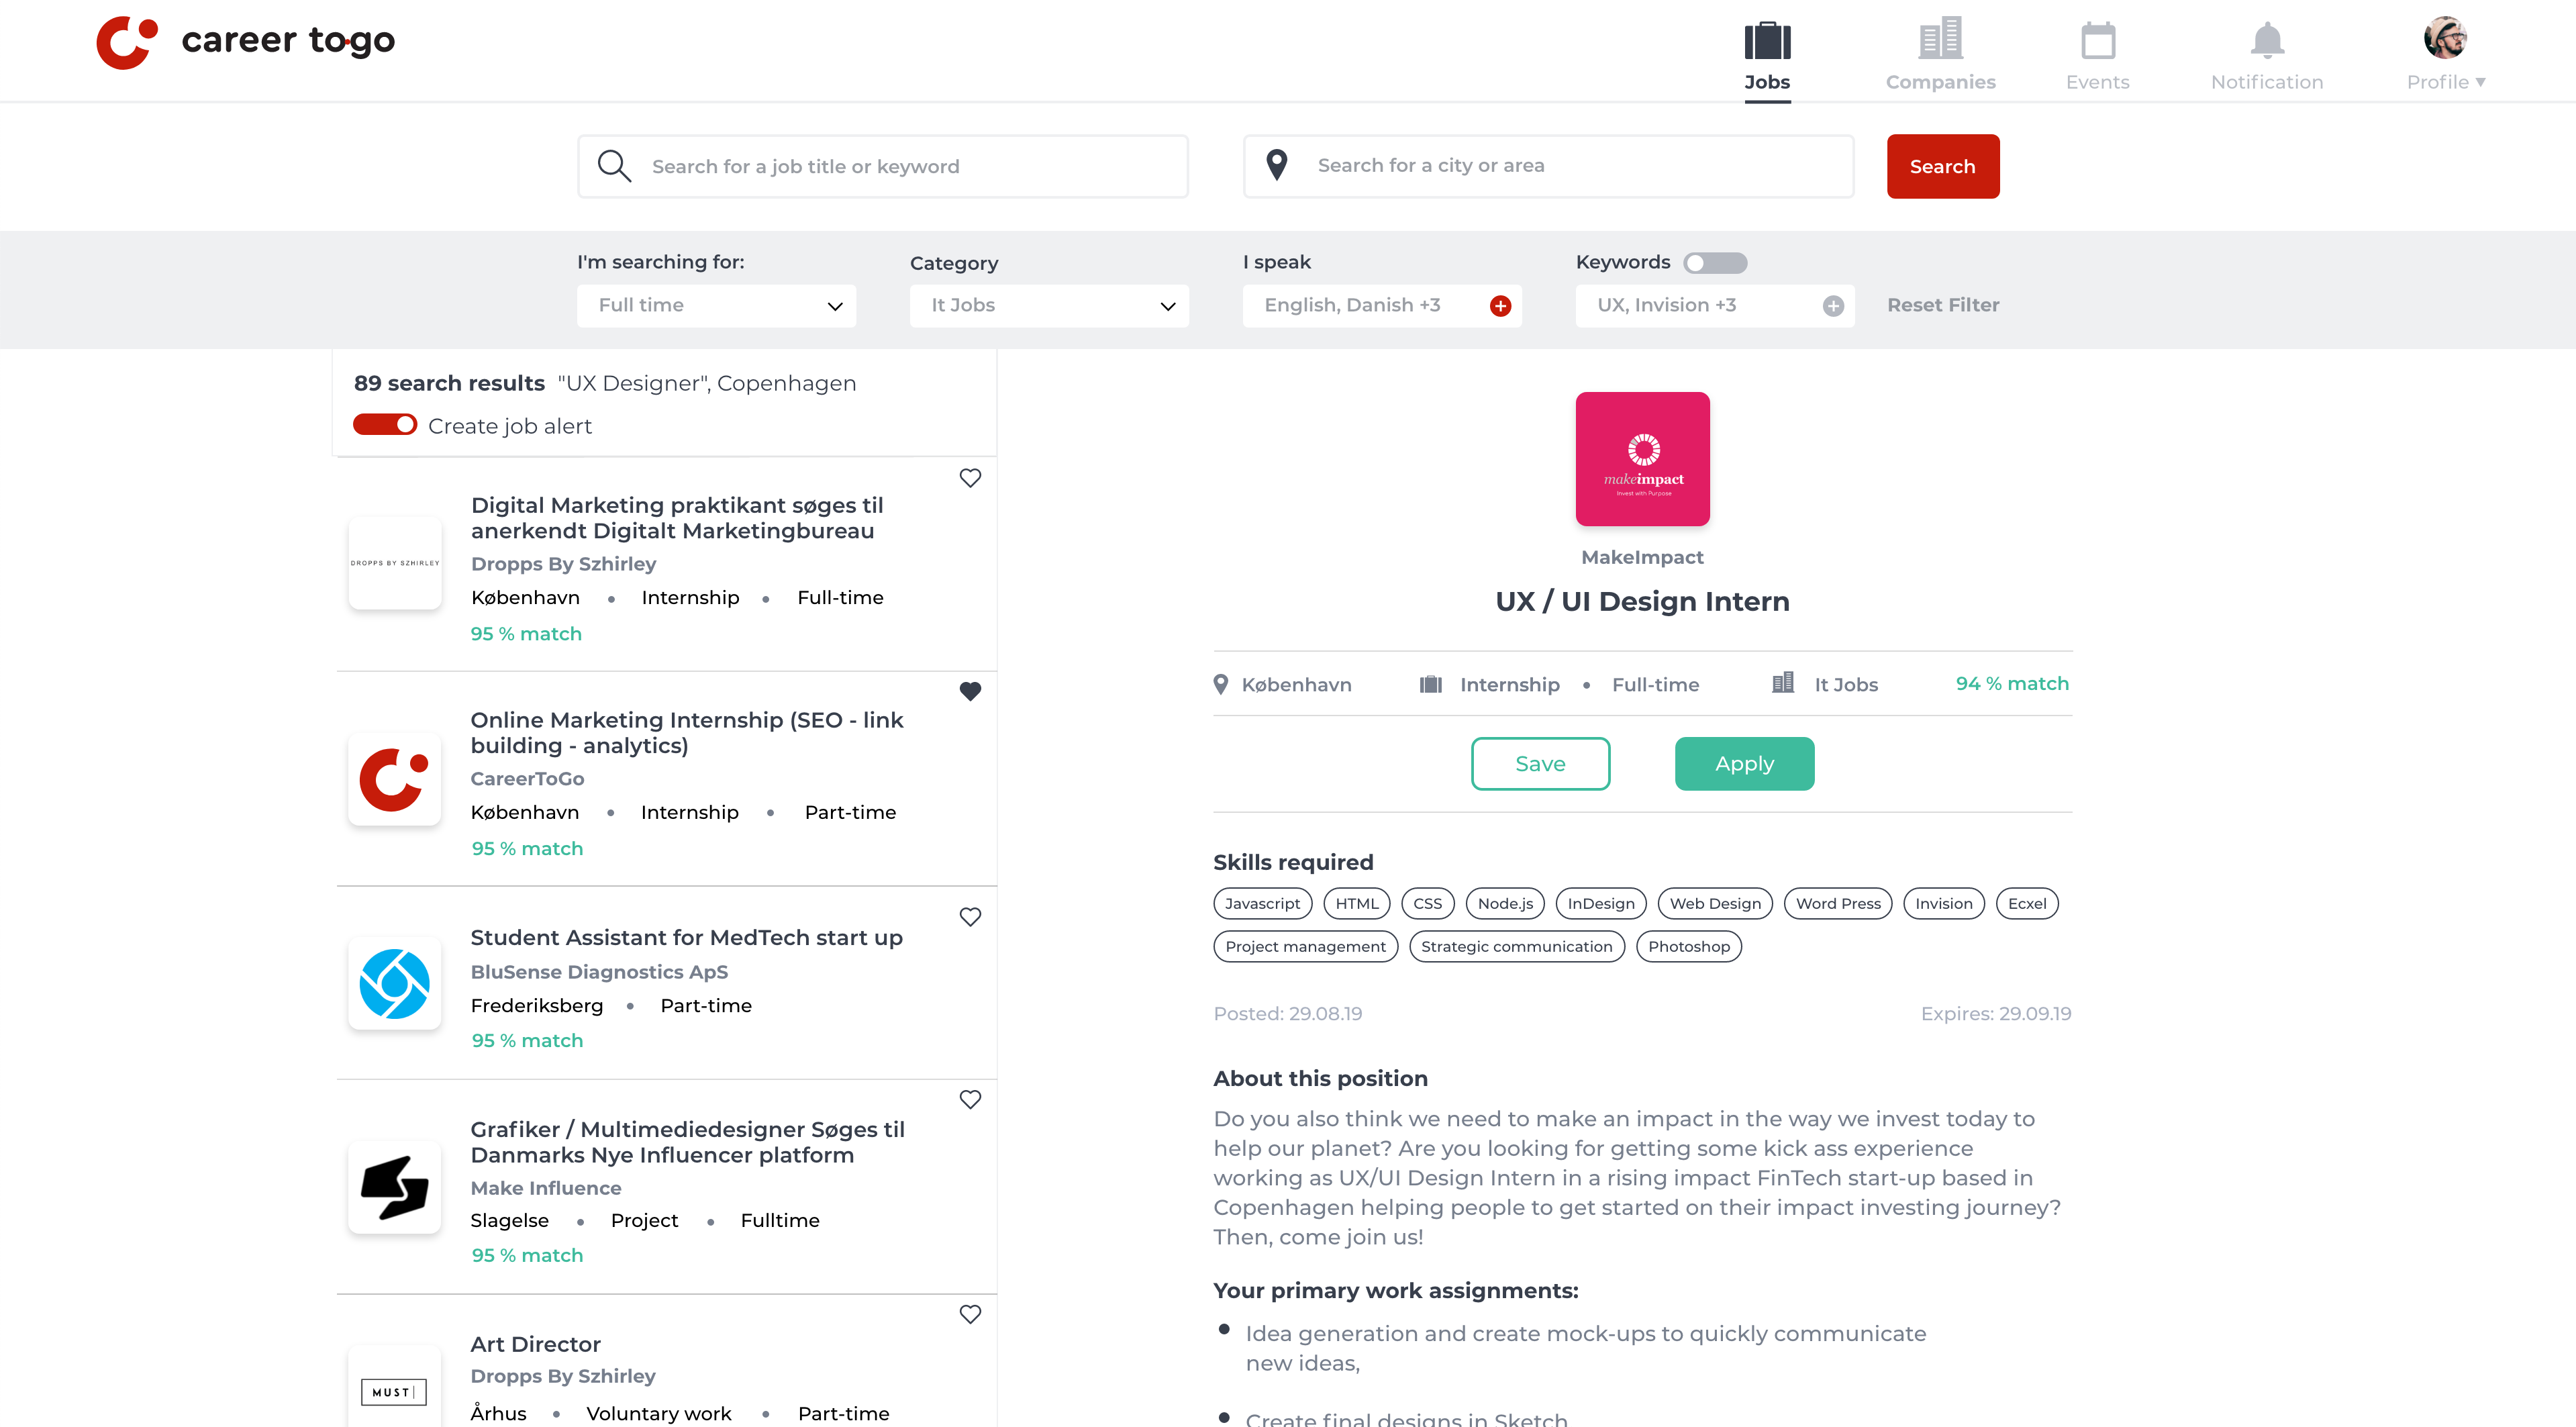 career to·go
Jobs
Companies
Events
Notification
Profile ▼
Search for a job title or keyword
Search for a city or area
Search
I'm searching for:
Category
I speak
Keywords
Full time
It Jobs
English, Danish +3
UX, Invision +3
Reset Filter
89 search results "UX Designer", Copenhagen
Create job alert
DROPPS BY SZHIRLEY
Digital Marketing praktikant søges til
anerkendt Digitalt Marketingbureau
Dropps By Szhirley
København • Internship • Full-time
95 % match
Online Marketing Internship (SEO - link
building - analytics)
CareerToGo
København • Internship • Part-time
95 % match
Student Assistant for MedTech start up
BluSense Diagnostics ApS
Frederiksberg • Part-time
95 % match
Grafiker / Multimediedesigner Søges til
Danmarks Nye Influencer platform
Make Influence
Slagelse • Project • Fulltime
95 % match
MUST
Art Director
Dropps By Szhirley
Århus • Voluntary work • Part-time
makeimpact
Invest with Purpose
MakeImpact
UX / UI Design Intern
København Internship • Full-time It Jobs 94 % match
Save Apply
Skills required
Javascript HTML CSS Node.js InDesign Web Design Word Press Invision Ecxel
Project management Strategic communication Photoshop
Posted: 29.08.19 Expires: 29.09.19
About this position
Do you also think we need to make an impact in the way we invest today to
help our planet? Are you looking for getting some kick ass experience
working as UX/UI Design Intern in a rising impact FinTech start-up based in
Copenhagen helping people to get started on their impact investing journey?
Then, come join us!
Your primary work assignments:
• Idea generation and create mock-ups to quickly communicate
new ideas,
• Create final designs in Sketch